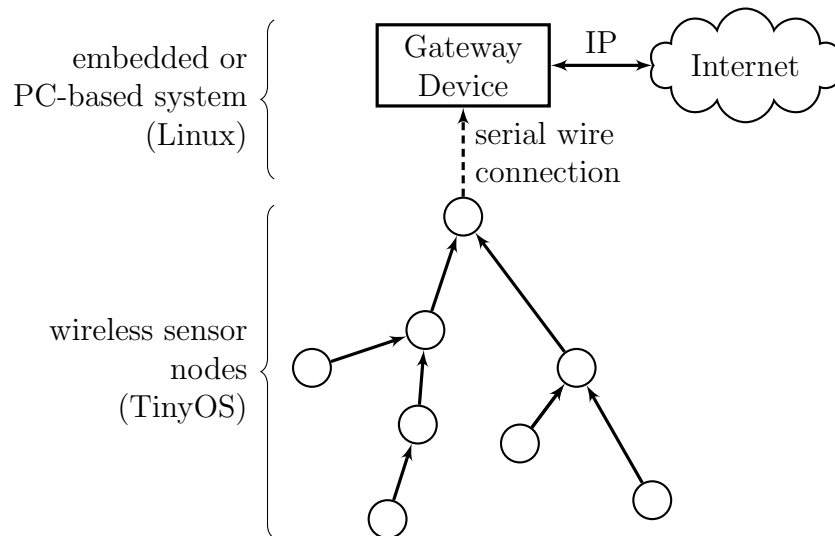 embedded or
PC-based system
(Linux)
Gateway
Device
IP
Internet
serial wire
connection
wireless sensor
nodes
(TinyOS)